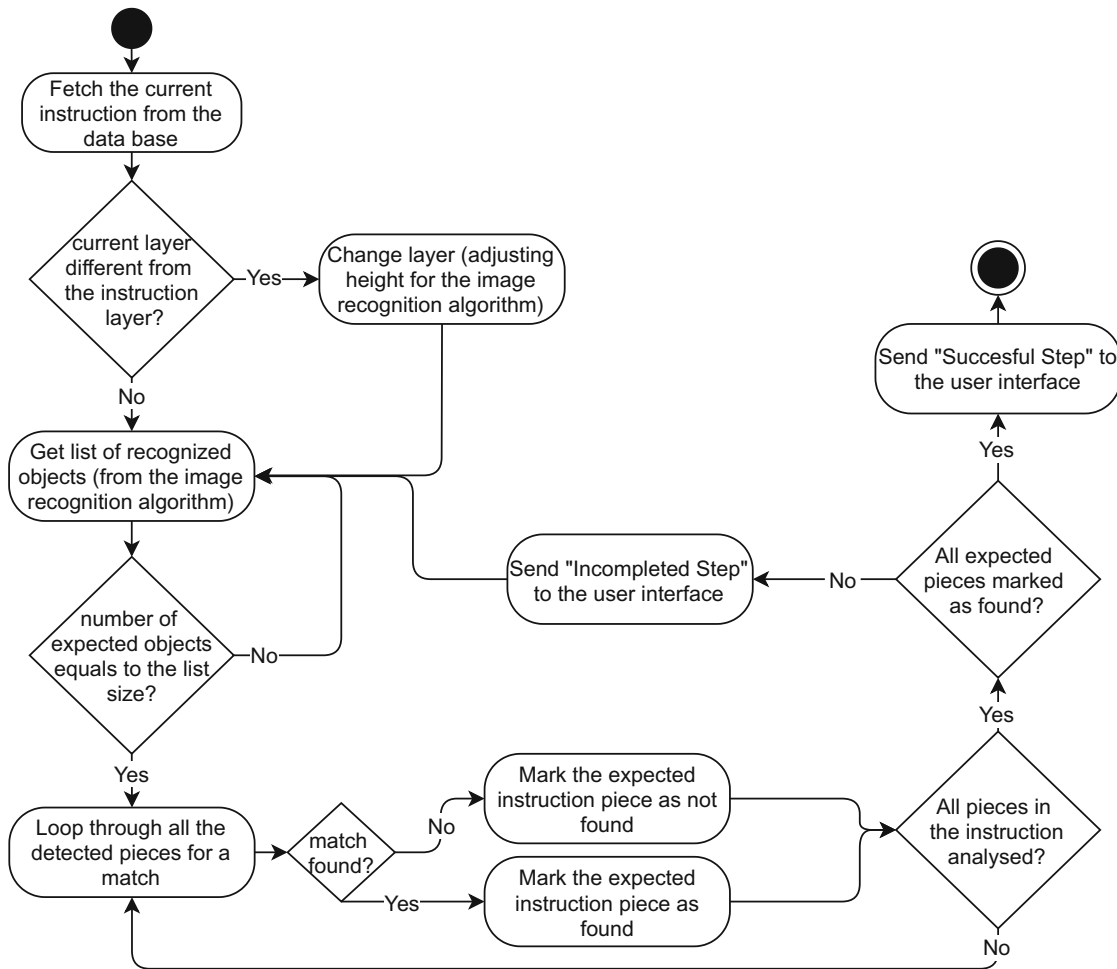 Fetch the current
instruction from the
data base
current layer
different from
the instruction
layer?
Yes
Change layer (adjusting
height for the image
recognition algorithm)
No
Get list of recognized
objects (from the image
recognition algorithm)
number of
expected objects
equals to the list
size?
No
Yes
Loop through all the
detected pieces for a
match
match
found?
No
Mark the expected
instruction piece as not
found
Yes
Mark the expected
instruction piece as
found
All pieces in
the instruction
analysed?
No
Yes
All expected
pieces marked
as found?
No
Send "Incompleted Step"
to the user interface
Yes
Send "Succesful Step" to
the user interface